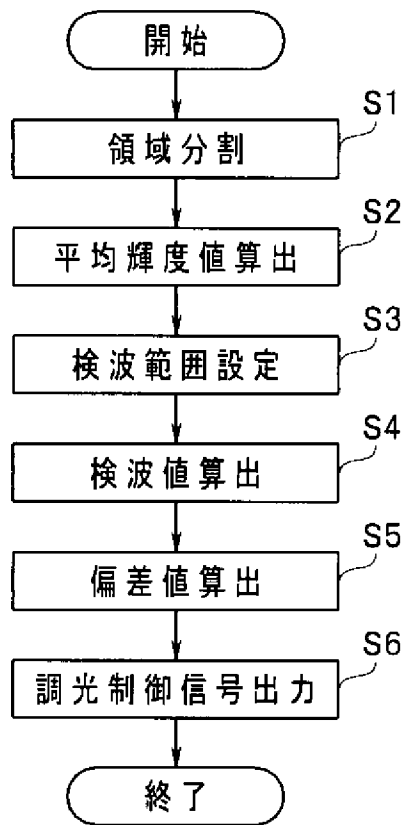 開始
S1
領域分割
S2
平均輝度値算出
S3
検波範囲設定
S4
検波値算出
S5
偏差値算出
S6
調光制御信号出力
終了